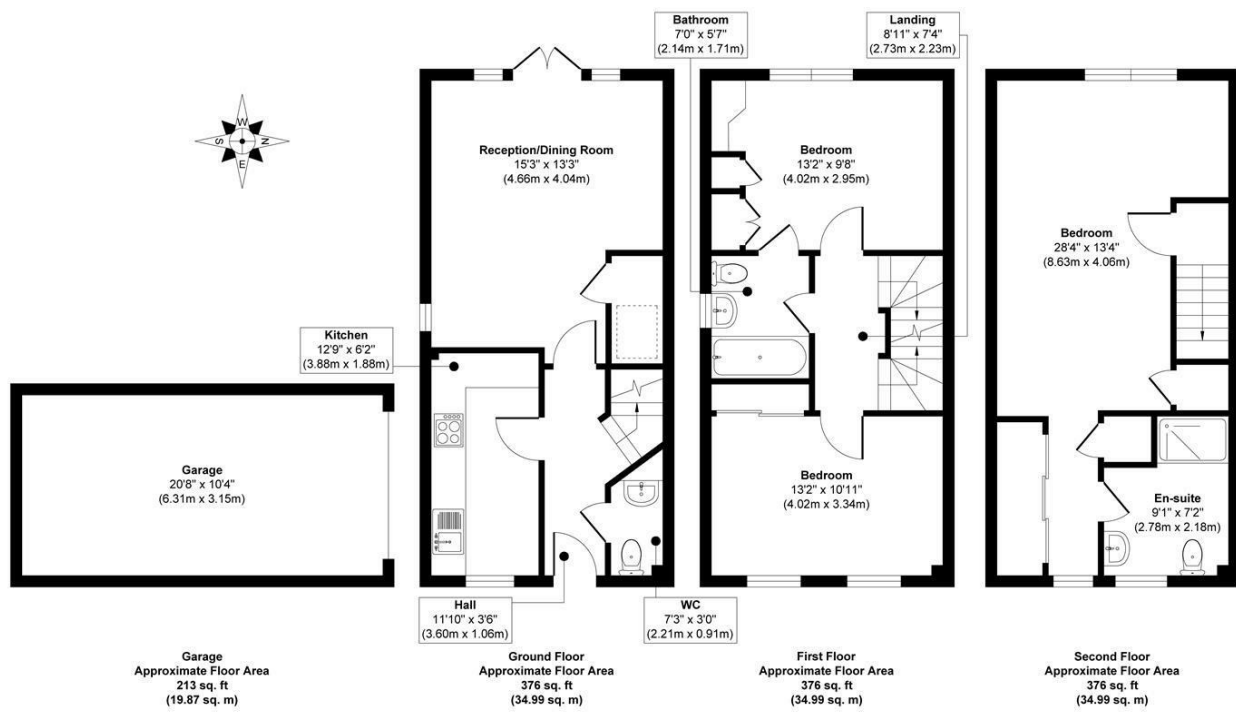 Bathroom
7'0" x 5'7"
(2.14m x 1.71m)
Landing
8'11" x 7'4"
(2.73m x 2.23m)
W
S
N
E
Reception/Dining Room
15'3" x 13'3"
(4.66m x 4.04m)
Bedroom
13'2" x 9'8"
(4.02m x 2.95m)
Bedroom
28'4" x 13'4"
(8.63m x 4.06m)
Kitchen
12'9" x 6'2"
(3.88m x 1.88m)
Garage
20'8" x 10'4"
(6.31m x 3.15m)
Bedroom
13'2" x 10'11"
(4.02m x 3.34m)
En-suite
9'1" x 7'2"
(2.78m x 2.18m)
Hall
11'10" x 3'6"
(3.60m x 1.06m)
WC
7'3" x 3'0"
(2.21m x 0.91m)
Garage
Approximate Floor Area
213 sq. ft
(19.87 sq. m)
Ground Floor
Approximate Floor Area
376 sq. ft
(34.99 sq. m)
First Floor
Approximate Floor Area
376 sq. ft
(34.99 sq. m)
Second Floor
Approximate Floor Area
376 sq. ft
(34.99 sq. m)